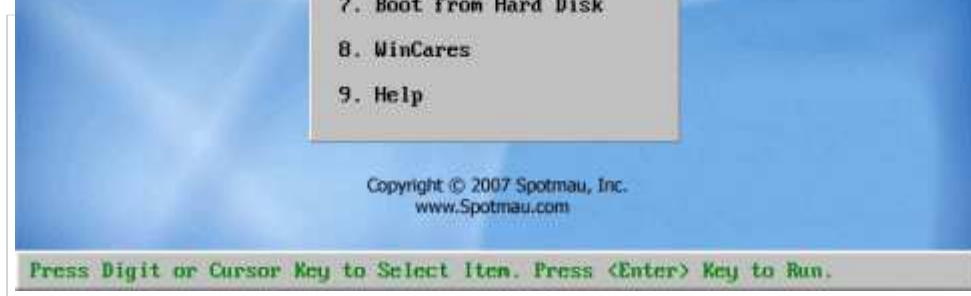 7. Boot from Hard Disk
8. WinCares
9. Help
Copyright © 2007 Spotmau, Inc.
www.Spotmau.com
Press Digit or Cursor Key to Select Item. Press <Enter> Key to Run.